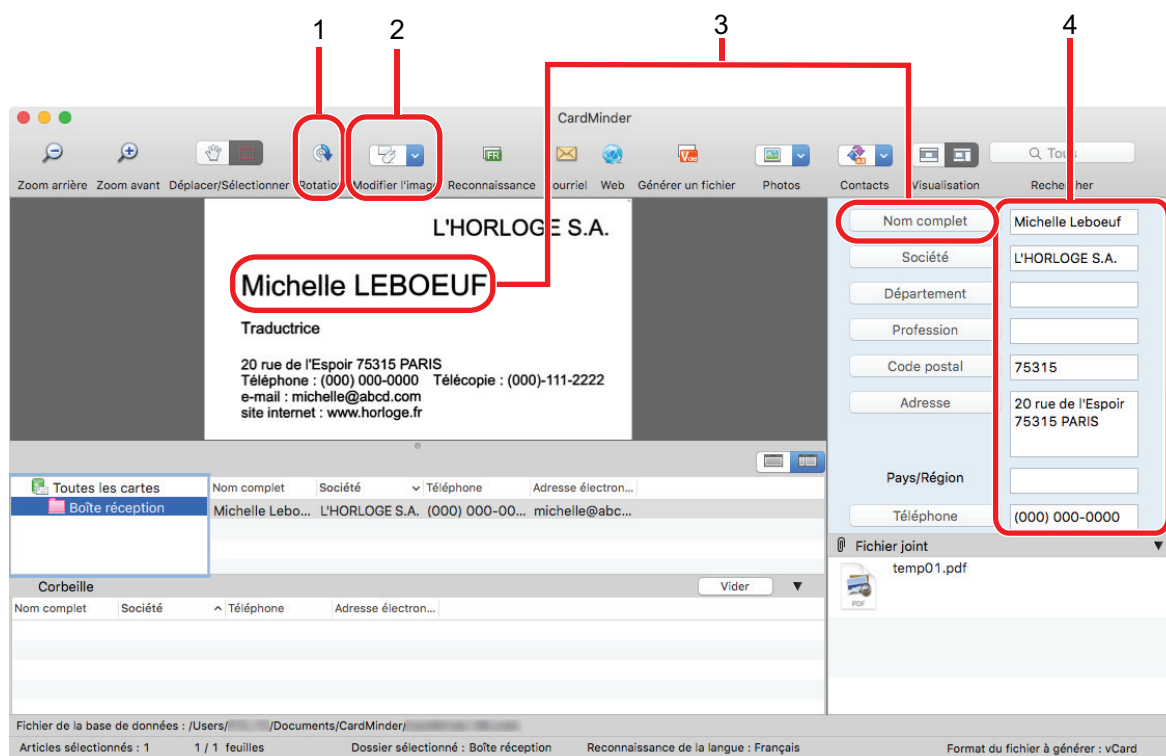 1 2 3 4
CardMinder
FR
Vcard
Tous
Zoom arrière Zoom avant Déplacer/Sélectionner Rotation Modifier l'image Reconnaissance ourriel Web Générer un fichier Photos Contacts Visualisation Rechercher
L'HORLOGE S.A.
Michelle LEBOEUF
Traductrice
20 rue de l'Espoir 75315 PARIS
Téléphone : (000) 000-0000 Télécopie : (000)-111-2222
e-mail : michelle@abcd.com
site internet : www.horloge.fr
Nom complet Michelle Leboeuf
Société L'HORLOGE S.A.
Département
Profession
Code postal 75315
Adresse 20 rue de l'Espoir
75315 PARIS
Pays/Région
Téléphone (000) 000-0000
Toutes les cartes
Boîte réception
Nom complet Société Téléphone Adresse électron...
Michelle Lebo... L'HORLOGE S.A. (000) 000-00... michelle@abc...
Fichier joint
temp01.pdf
PDF
Corbeille Vider
Nom complet Société Téléphone Adresse électron...
Fichier de la base de données : /Users/ /Documents/CardMinder/
Articles sélectionnés : 1 1 / 1 feuilles Dossier sélectionné : Boîte réception Reconnaissance de la langue : Français Format du fichier à générer : vCard